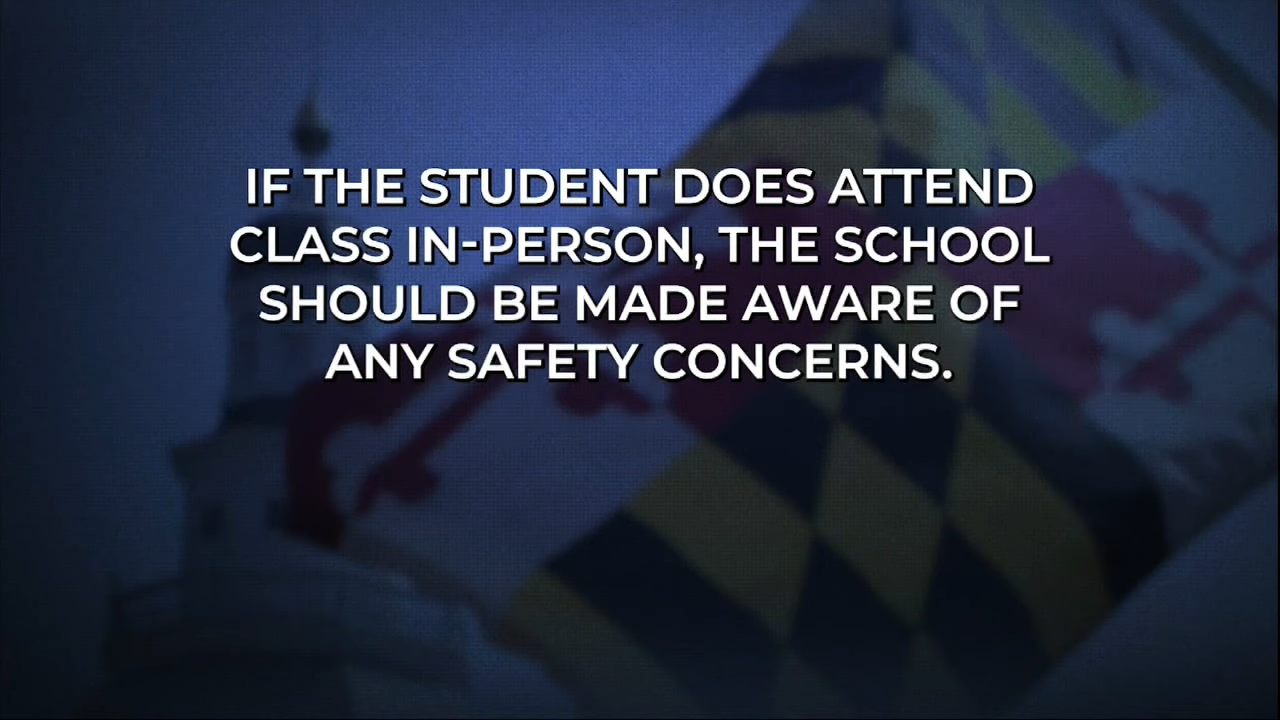 IF THE STUDENT DOES ATTEND
CLASS IN-PERSON, THE SCHOOL
SHOULD BE MADE AWARE OF
ANY SAFETY CONCERNS.